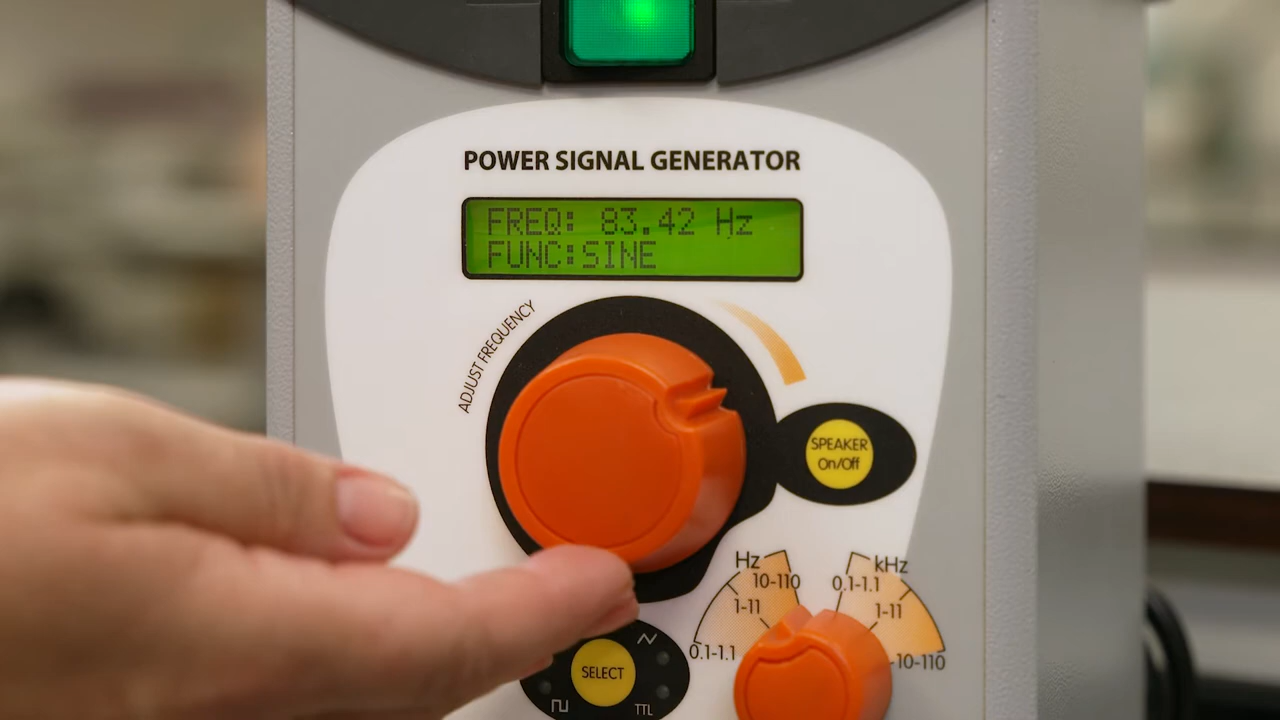 POWER SIGNAL GENERATOR
FREQ: 83.42 Hz
FUNC:SINE
ADJUST FREQUENCY
SPEAKER
On/Off
Hz
10-110
1-11
0.1-1.1
kHz
0.1-1.1
1-11
10-110
SELECT
TTL